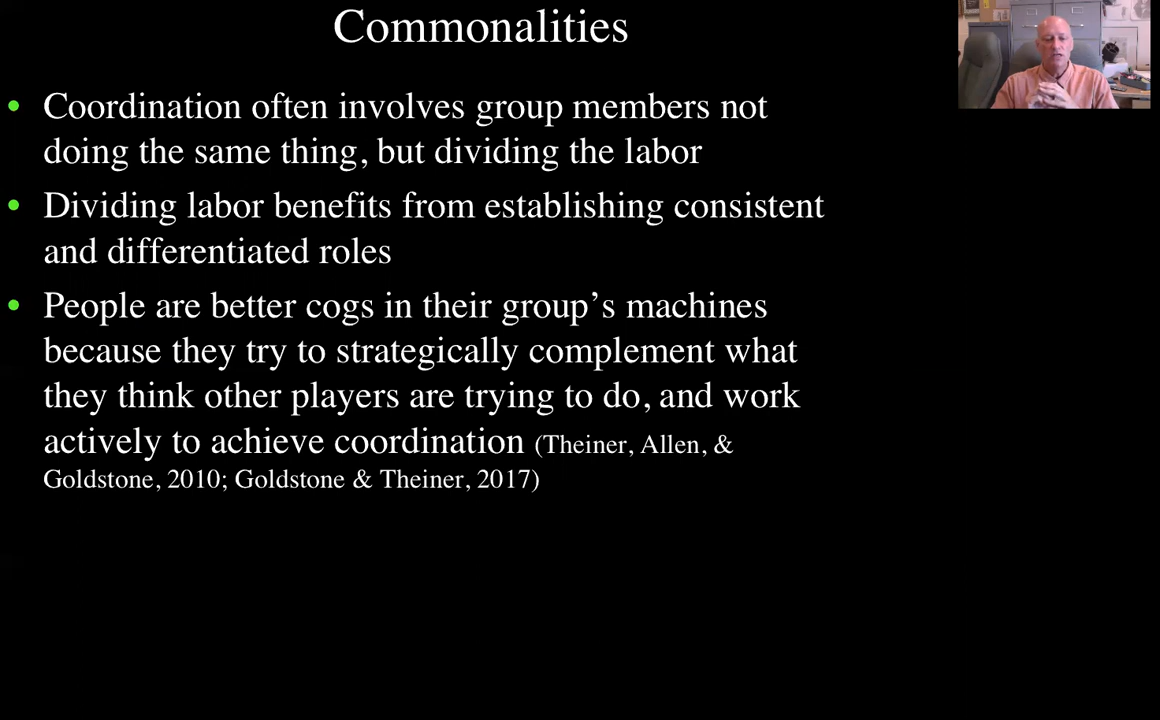 Commonalities
• Coordination often involves group members not
doing the same thing, but dividing the labor
• Dividing labor benefits from establishing consistent
and differentiated roles
• People are better cogs in their group’s machines
because they try to strategically complement what
they think other players are trying to do, and work
actively to achieve coordination (Theiner, Allen, &
Goldstone, 2010; Goldstone & Theiner, 2017)